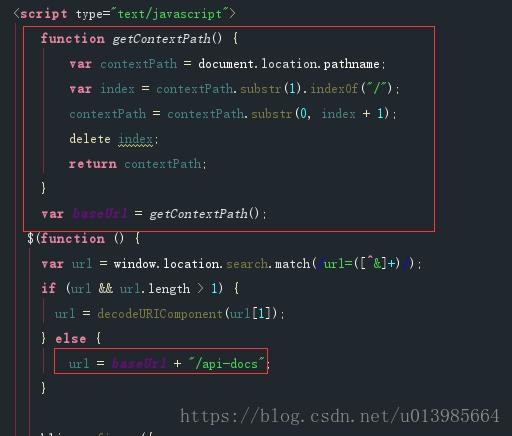 <script type="text/javascript">
function getContextPath() {
var contextPath = document.location.pathname;
var index = contextPath.substr(1).indexOf("/");
contextPath = contextPath.substr(0, index + 1);
delete index;
return contextPath;
}
var baseUrl = getContextPath();
$(function () {
var url = window.location.search.match(/url=([^&]+)/);
if (url && url.length > 1) {
url = decodeURIComponent(url[1]);
} else {
url = baseUrl + "/api-docs";
}
https://blog.csdn.net/u013985664